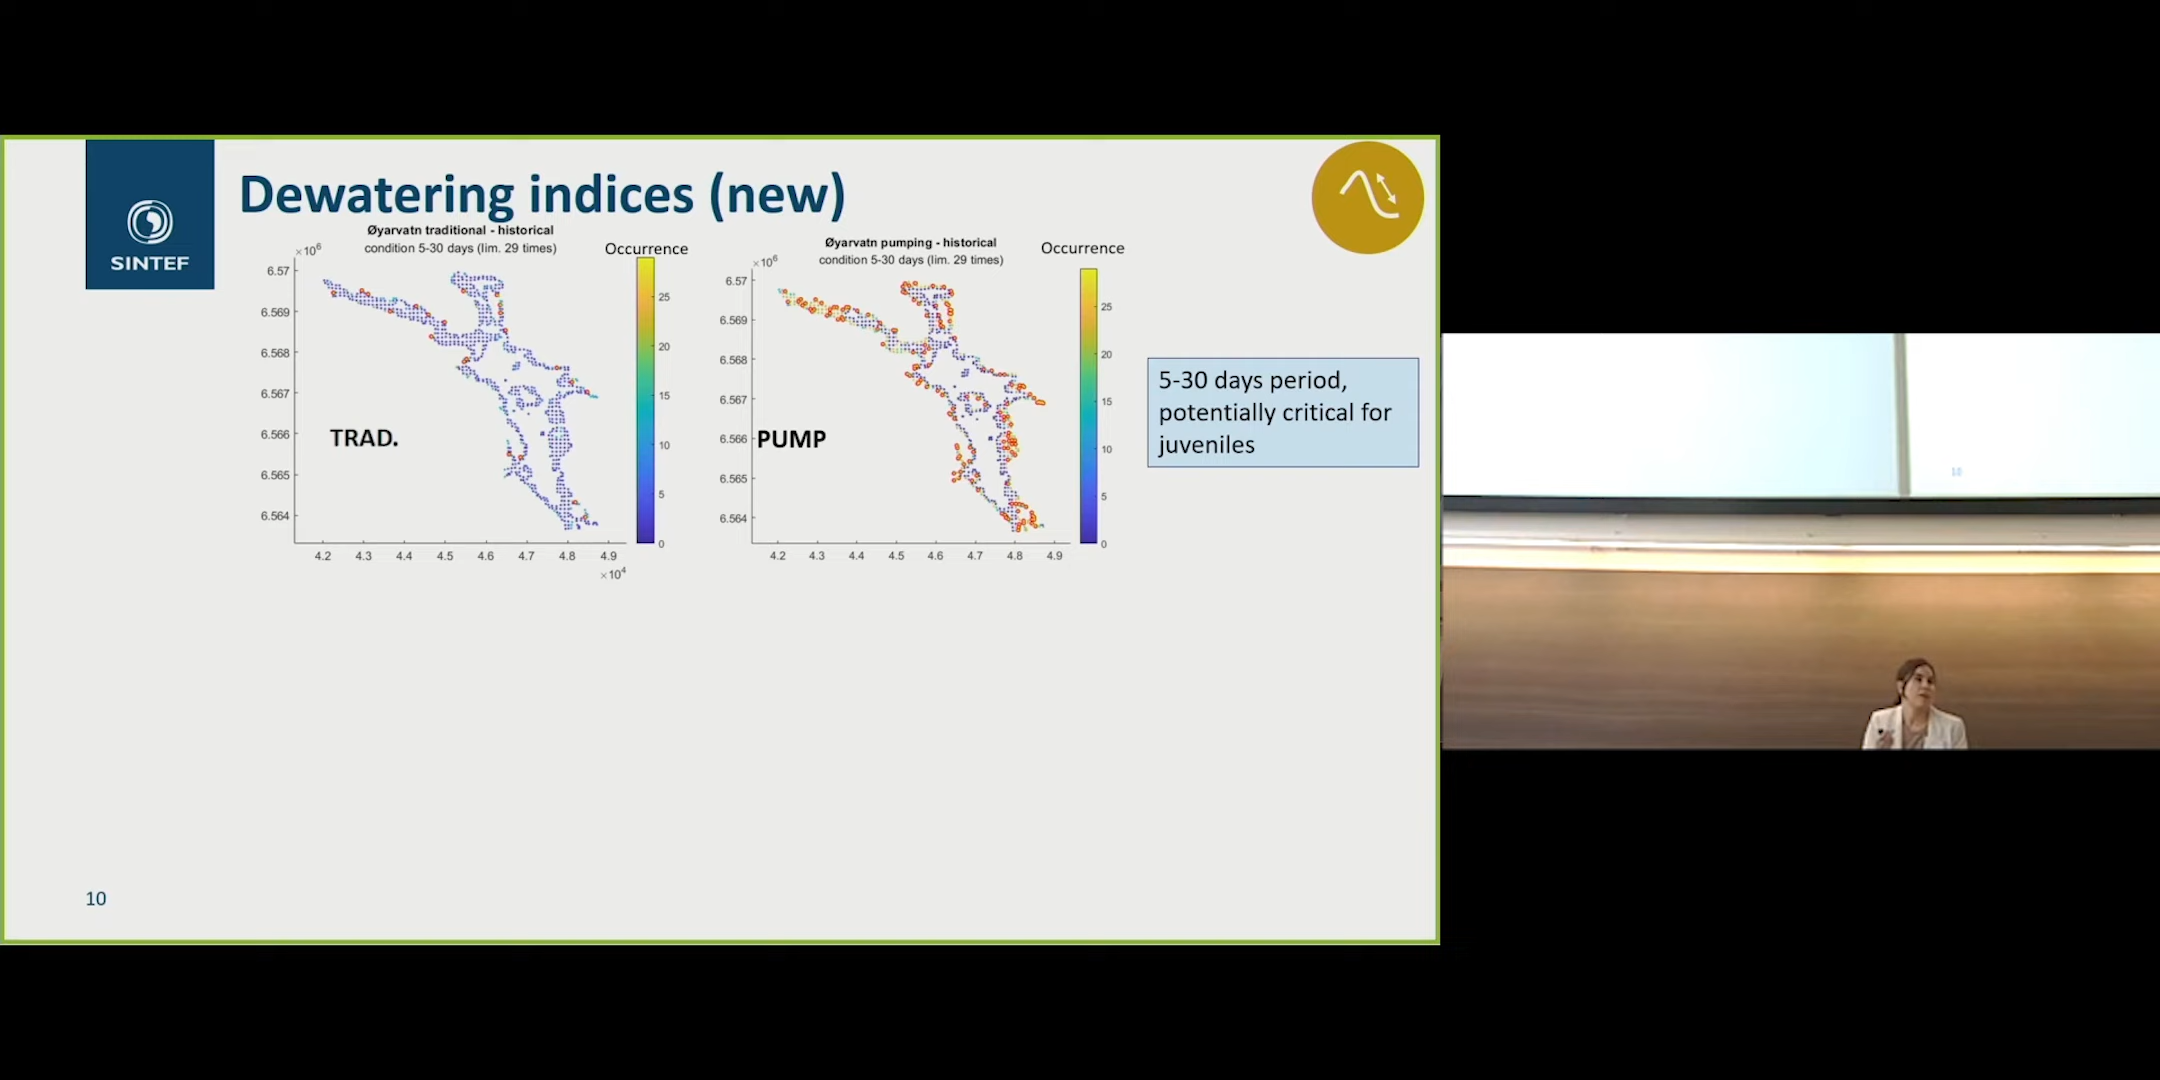 SINTEF
Dewatering indices (new)
Øyarvatn traditional - historical
condition 5-30 days (lim. 29 times)
Occurrence
×10⁶
6.57
6.569
6.568
6.567
6.566
6.565
6.564
4.2 4.3 4.4 4.5 4.6 4.7 4.8 4.9
×10⁴
TRAD.
25
20
15
10
5
0
Øyarvatn pumping - historical
condition 5-30 days (lim. 29 times)
Occurrence
×10⁶
6.57
6.569
6.568
6.567
6.566
6.565
6.564
4.2 4.3 4.4 4.5 4.6 4.7 4.8 4.9
PUMP
25
20
15
10
5
0
5-30 days period,
potentially critical for
juveniles
10
10